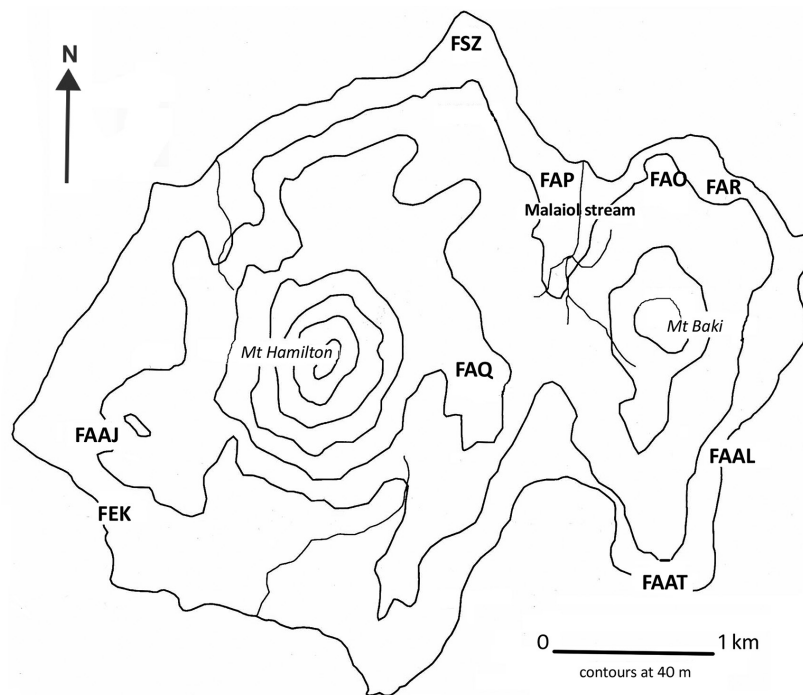 FSZ
N
FAP
FAO
FAR
Malaiol stream
Mt Baki
Mt Hamilton
FAQ
FAAJ
FAAL
FEK
FAAT
0 1 km
contours at 40 m